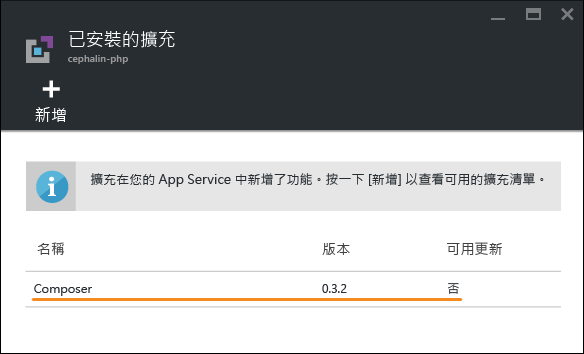 已安裝的擴充
cephalin-php
新增
擴充在您的 App Service 中新增了功能。按一下 [新增] 以查看可用的擴充清單。
名稱 版本 可用更新
Composer 0.3.2 否